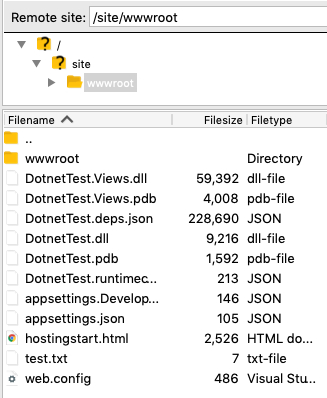 Remote site: /site/wwwroot
/
site
wwwroot
Filename Filesize Filetype
..
wwwroot Directory
DotnetTest.Views.dll 59,392 dll-file
DotnetTest.Views.pdb 4,008 pdb-file
DotnetTest.deps.json 228,690 JSON
DotnetTest.dll 9,216 dll-file
DotnetTest.pdb 1,592 pdb-file
DotnetTest.runtimec... 213 JSON
appsettings.Develop... 146 JSON
appsettings.json 105 JSON
hostingstart.html 2,526 HTML do...
test.txt 7 txt-file
web.config 486 Visual Stu...